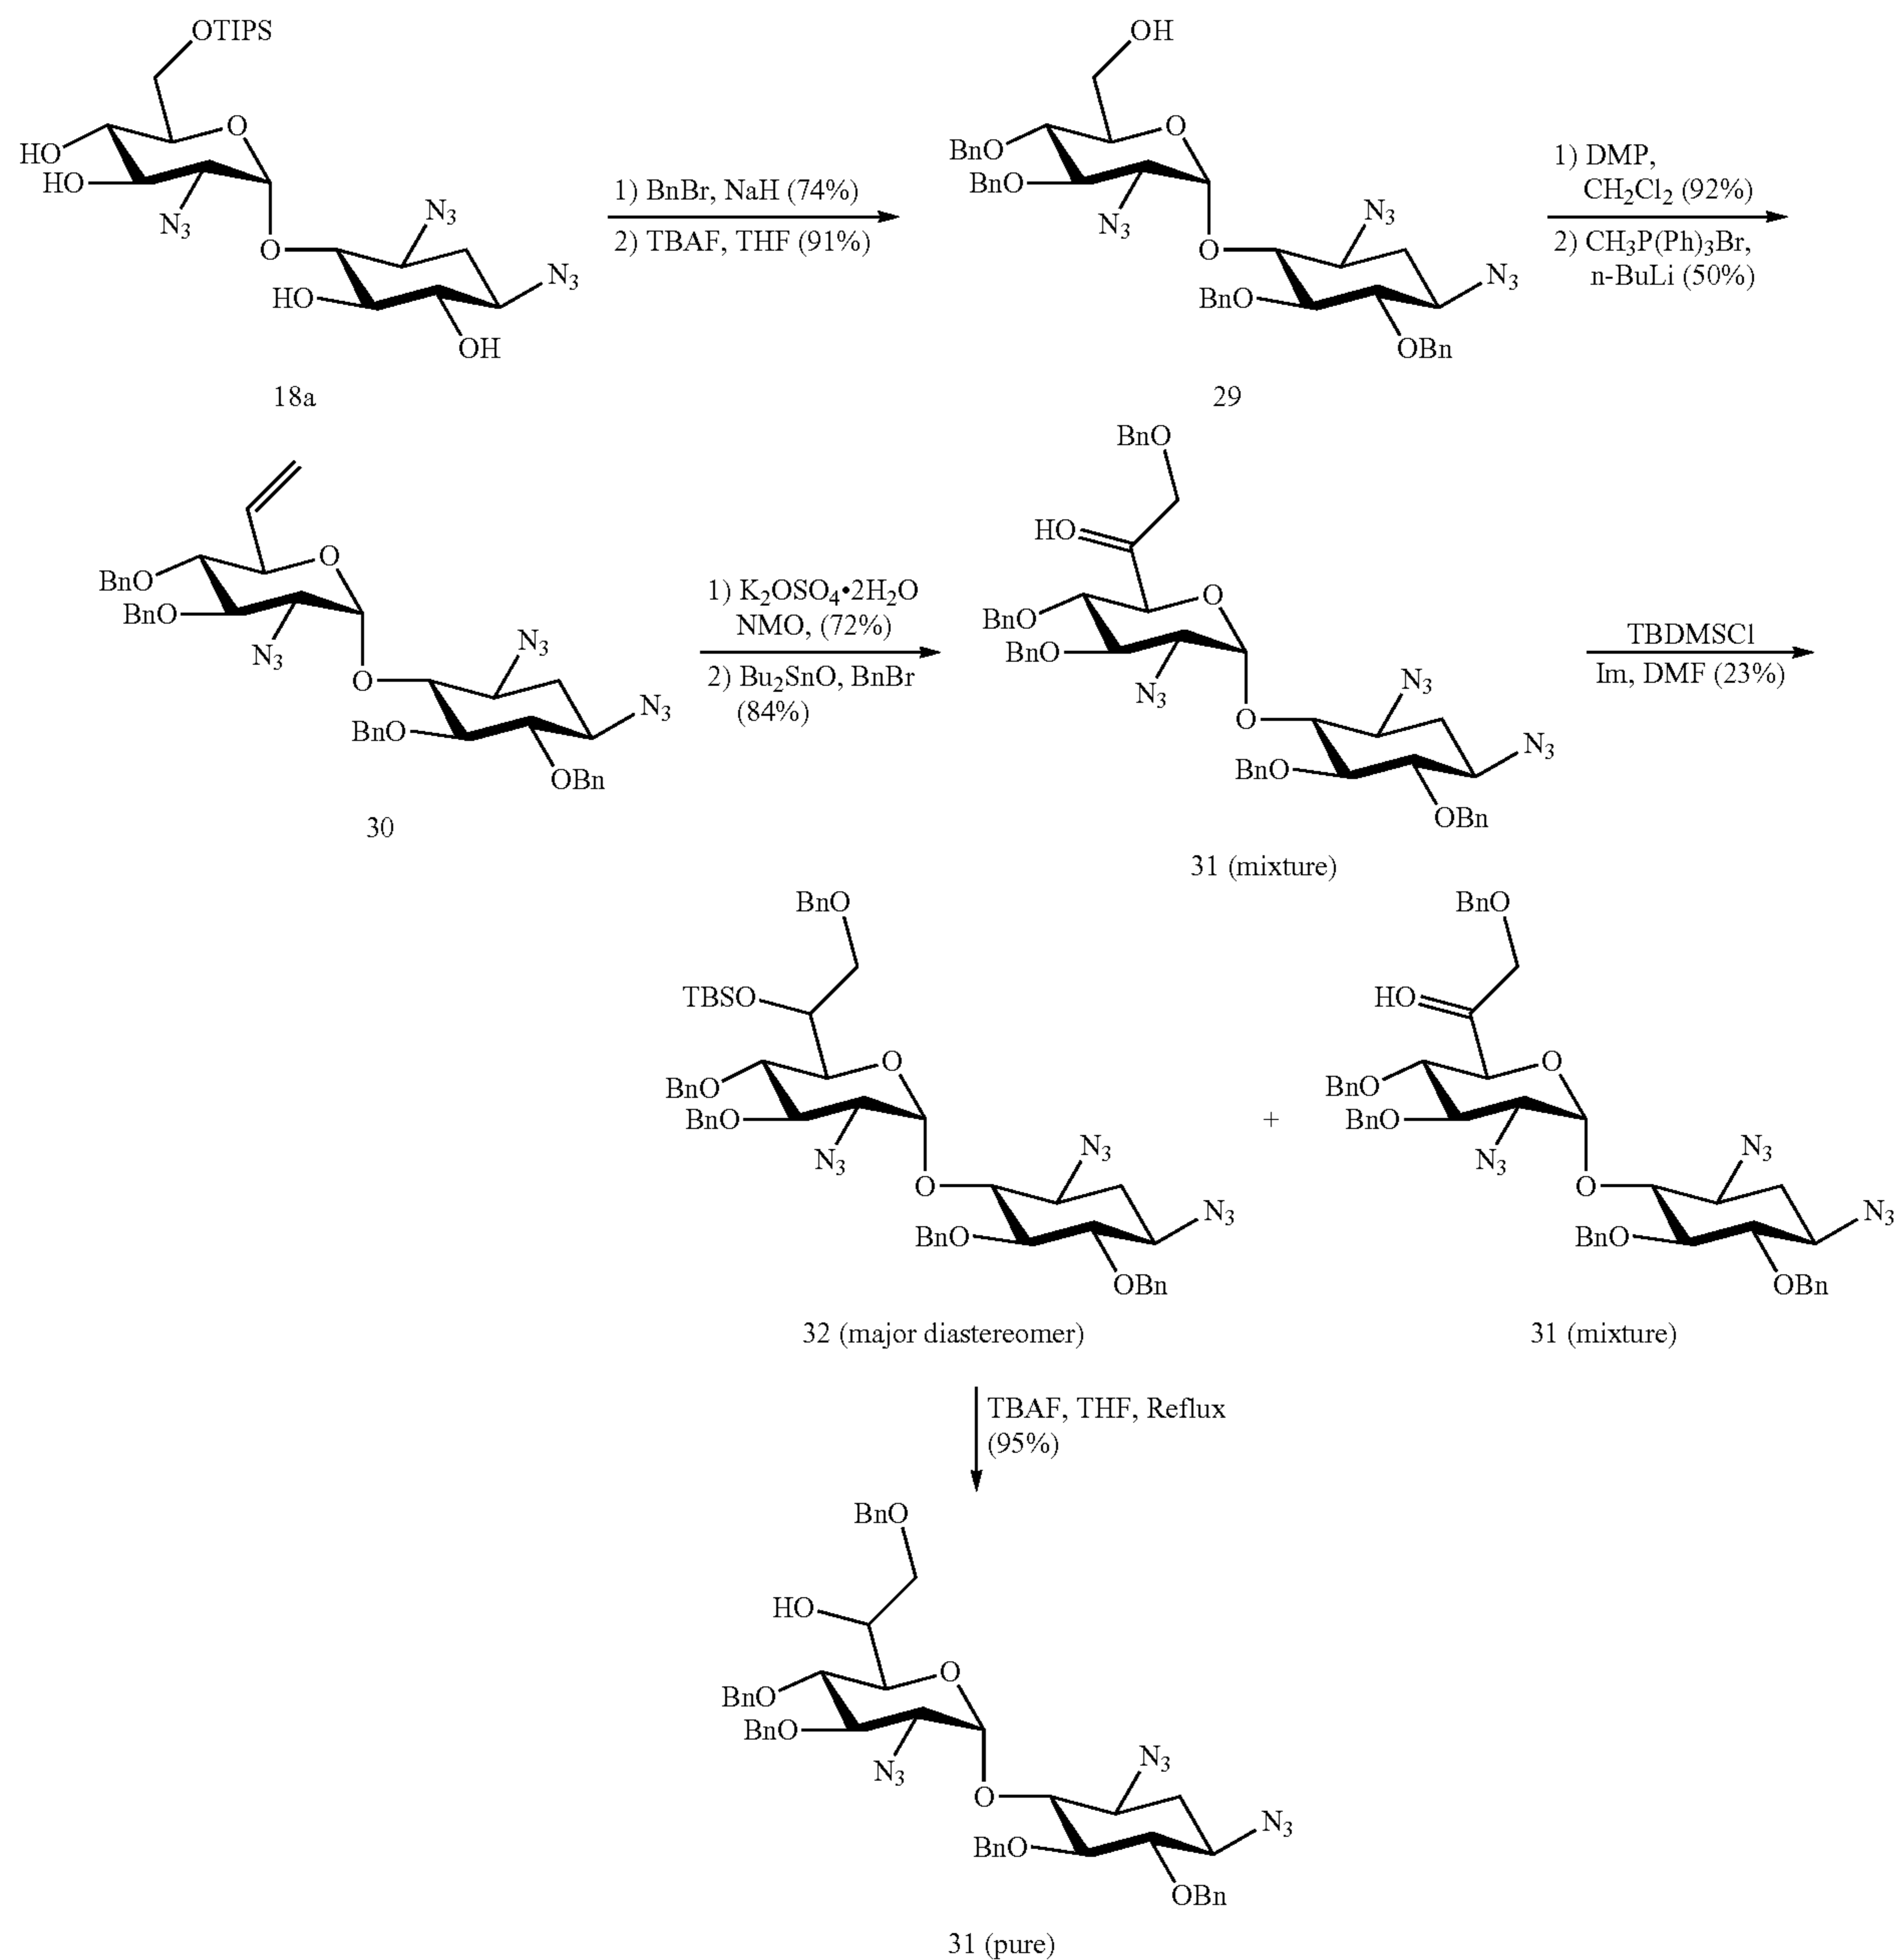 OTIPS
HO
HO
O
N3
O
N3
N3
HO
OH
18a
1) BnBr, NaH (74%)
2) TBAF, THF (91%)
OH
BnO
BnO
O
N3
O
N3
N3
BnO
OBn
29
1) DMP,
CH2Cl2 (92%)
2) CH3P(Ph)3Br,
n-BuLi (50%)
BnO
BnO
O
N3
O
N3
N3
BnO
OBn
30
1) K2OSO4•2H2O
NMO, (72%)
2) Bu2SnO, BnBr
(84%)
BnO
HO
O
BnO
BnO
N3
O
N3
N3
BnO
OBn
31 (mixture)
TBDMSCl
Im, DMF (23%)
BnO
TBSO
O
BnO
BnO
N3
O
N3
N3
BnO
OBn
32 (major diastereomer)
+
BnO
HO
O
BnO
BnO
N3
O
N3
N3
BnO
OBn
31 (mixture)
TBAF, THF, Reflux
(95%)
BnO
HO
O
BnO
BnO
N3
O
N3
N3
BnO
OBn
31 (pure)